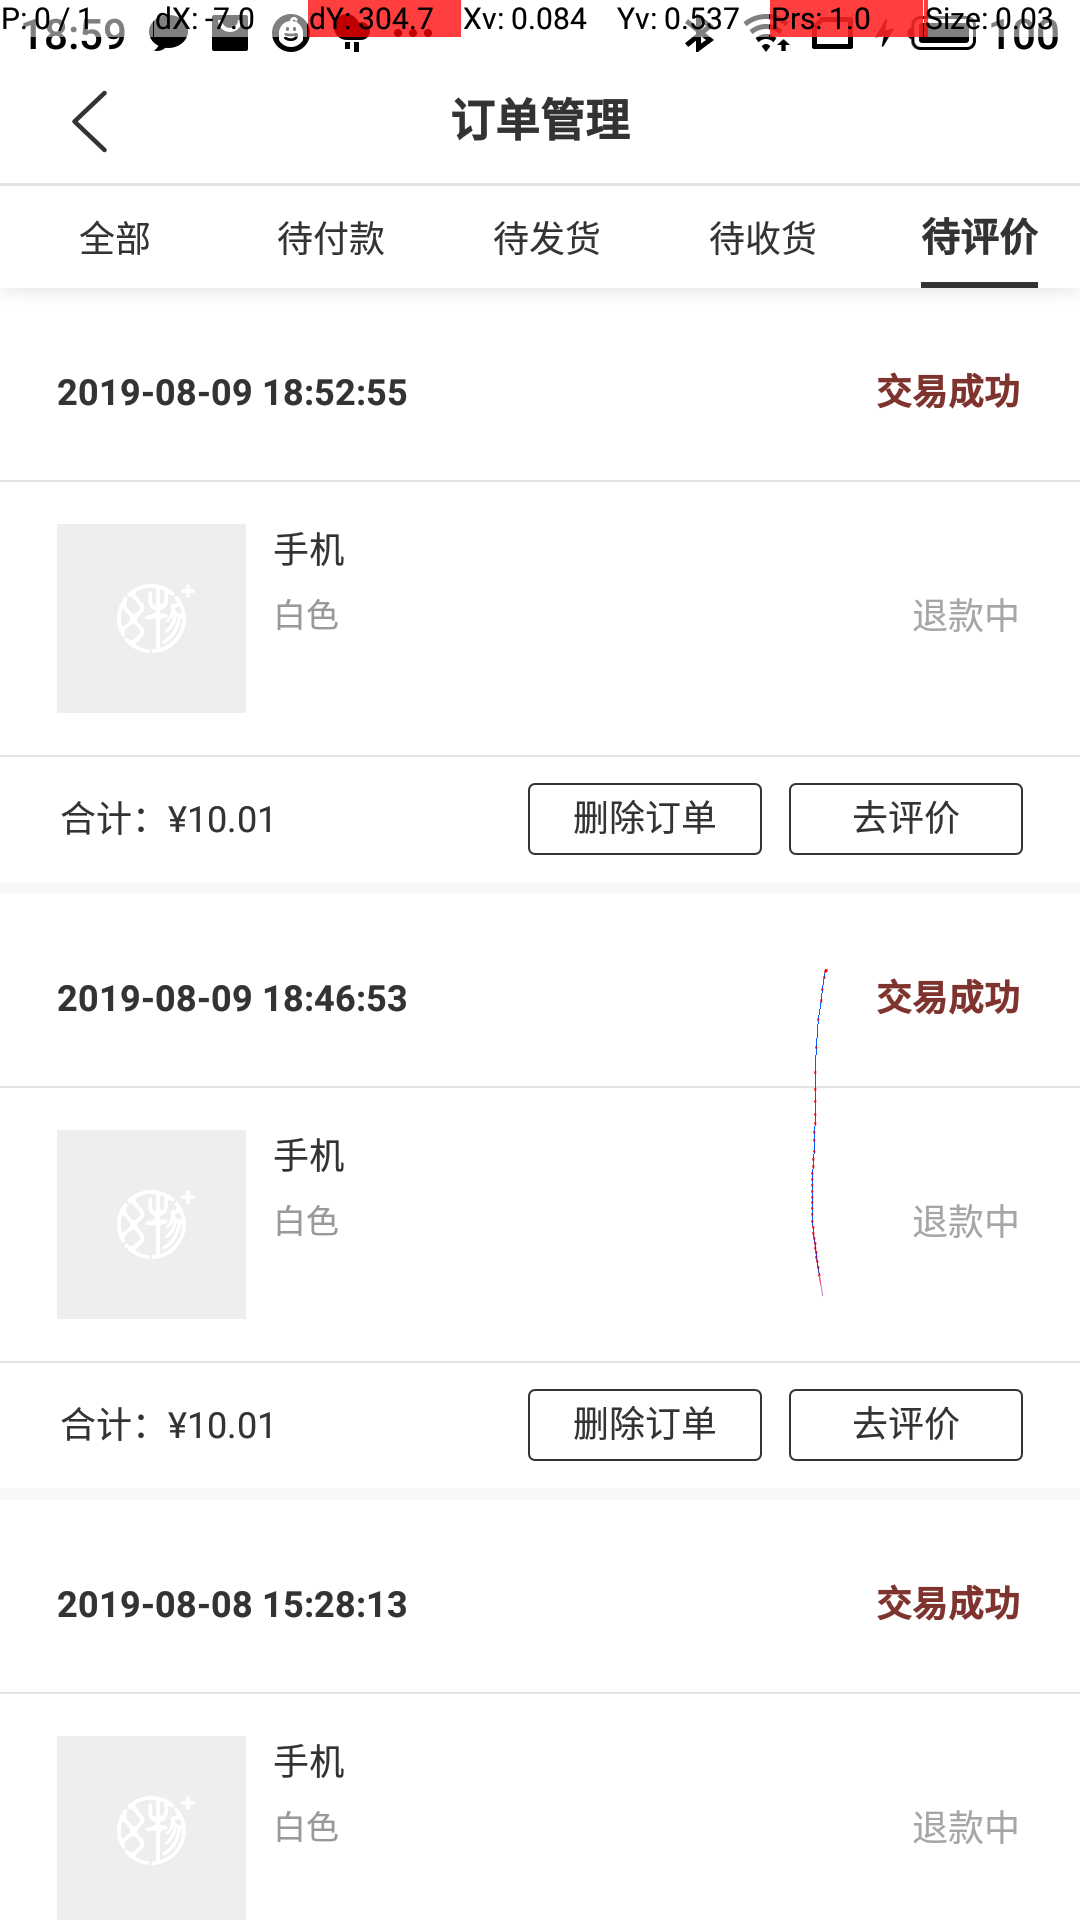 P: 0 / 1 dX: -7.0 dY: 304.7 Xv: 0.084 Yv: 0.537 Prs: 1.0 Size: 0.03
18:59 100
订单管理
全部 待付款 待发货 待收货 待评价
2019-08-09 18:52:55 交易成功
手机
白色 退款中
合计：¥10.01 删除订单 去评价
2019-08-09 18:46:53 交易成功
手机
白色 退款中
合计：¥10.01 删除订单 去评价
2019-08-08 15:28:13 交易成功
手机
白色 退款中